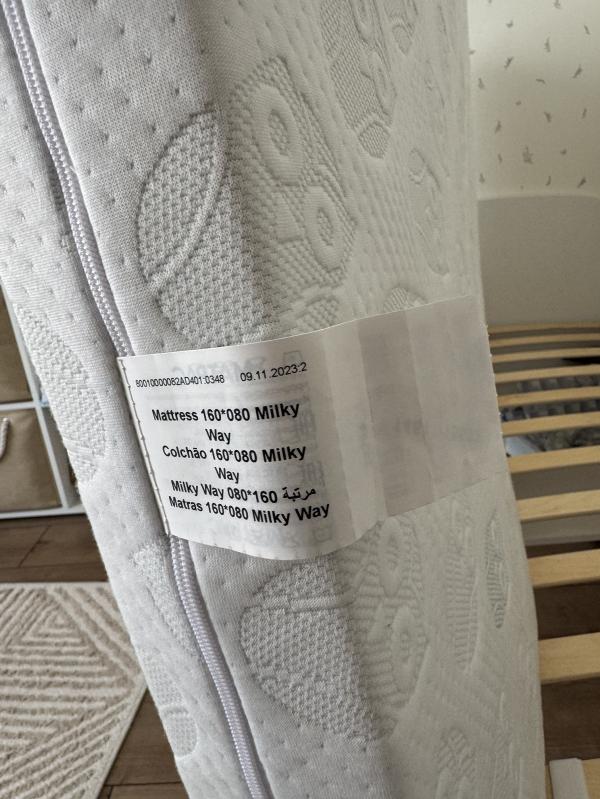 80010000082AD401:0348 09.11.2023:2
Mattress 160*080 Milky
Way
Colchão 160*080 Milky
Way
Milky Way 080*160 مرتبة
Matras 160*080 Milky Way